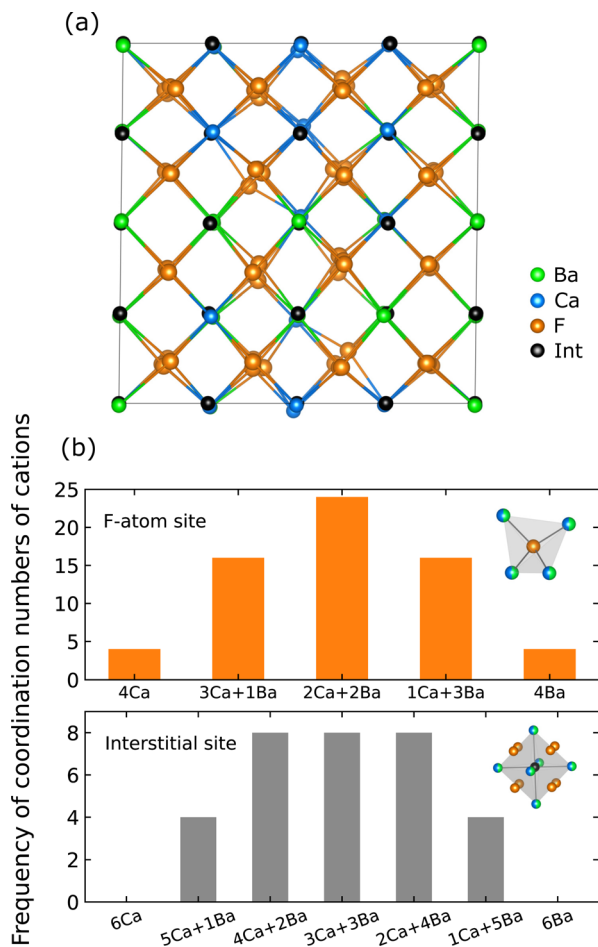 (a)
Ba
Ca
F
Int
(b)
Frequency of coordination numbers of cations
F-atom site
25
20
15
10
5
0
4Ca 3Ca+1Ba 2Ca+2Ba 1Ca+3Ba 4Ba
Interstitial site
8
6
4
2
0
6Ca 5Ca+1Ba 4Ca+2Ba 3Ca+3Ba 2Ca+4Ba 1Ca+5Ba 6Ba